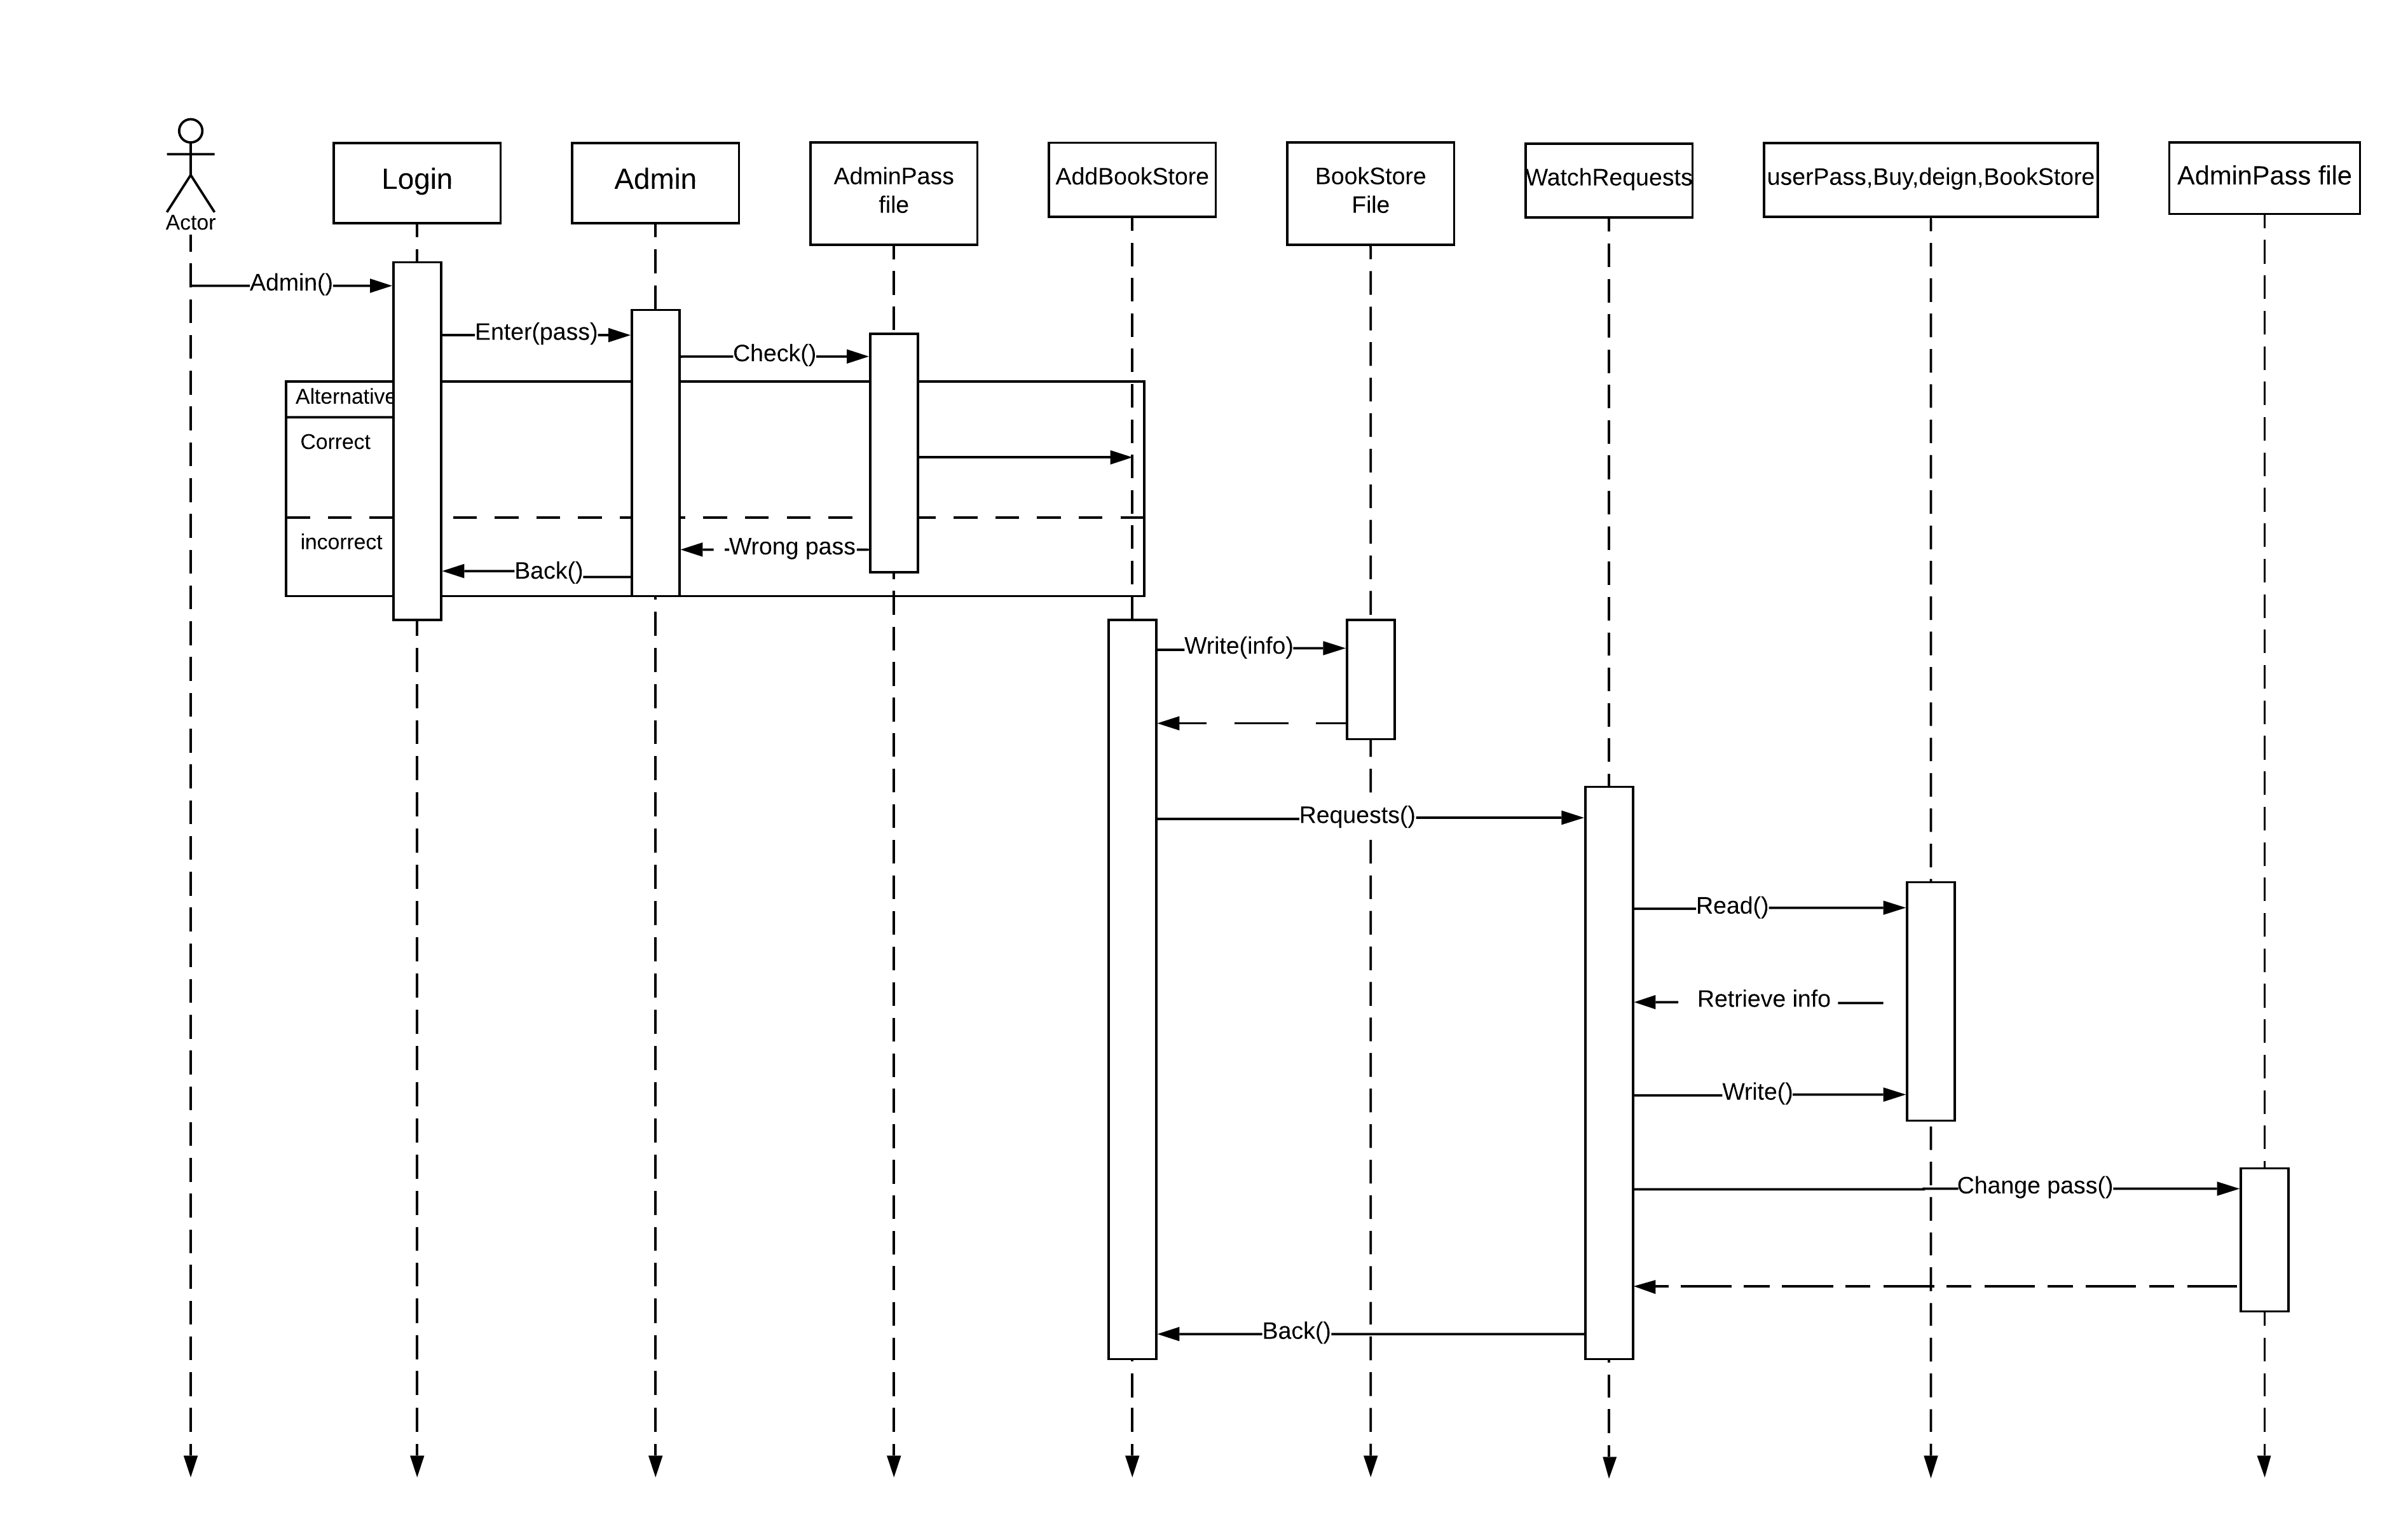 Actor
Login
Admin
AdminPass
file
AddBookStore
BookStore
File
WatchRequests
userPass,Buy,deign,BookStore
AdminPass file
Admin()
Enter(pass)
Check()
Alternative
Correct
incorrect
Wrong pass
Back()
Write(info)
Requests()
Read()
Retrieve info
Write()
Change pass()
Back()